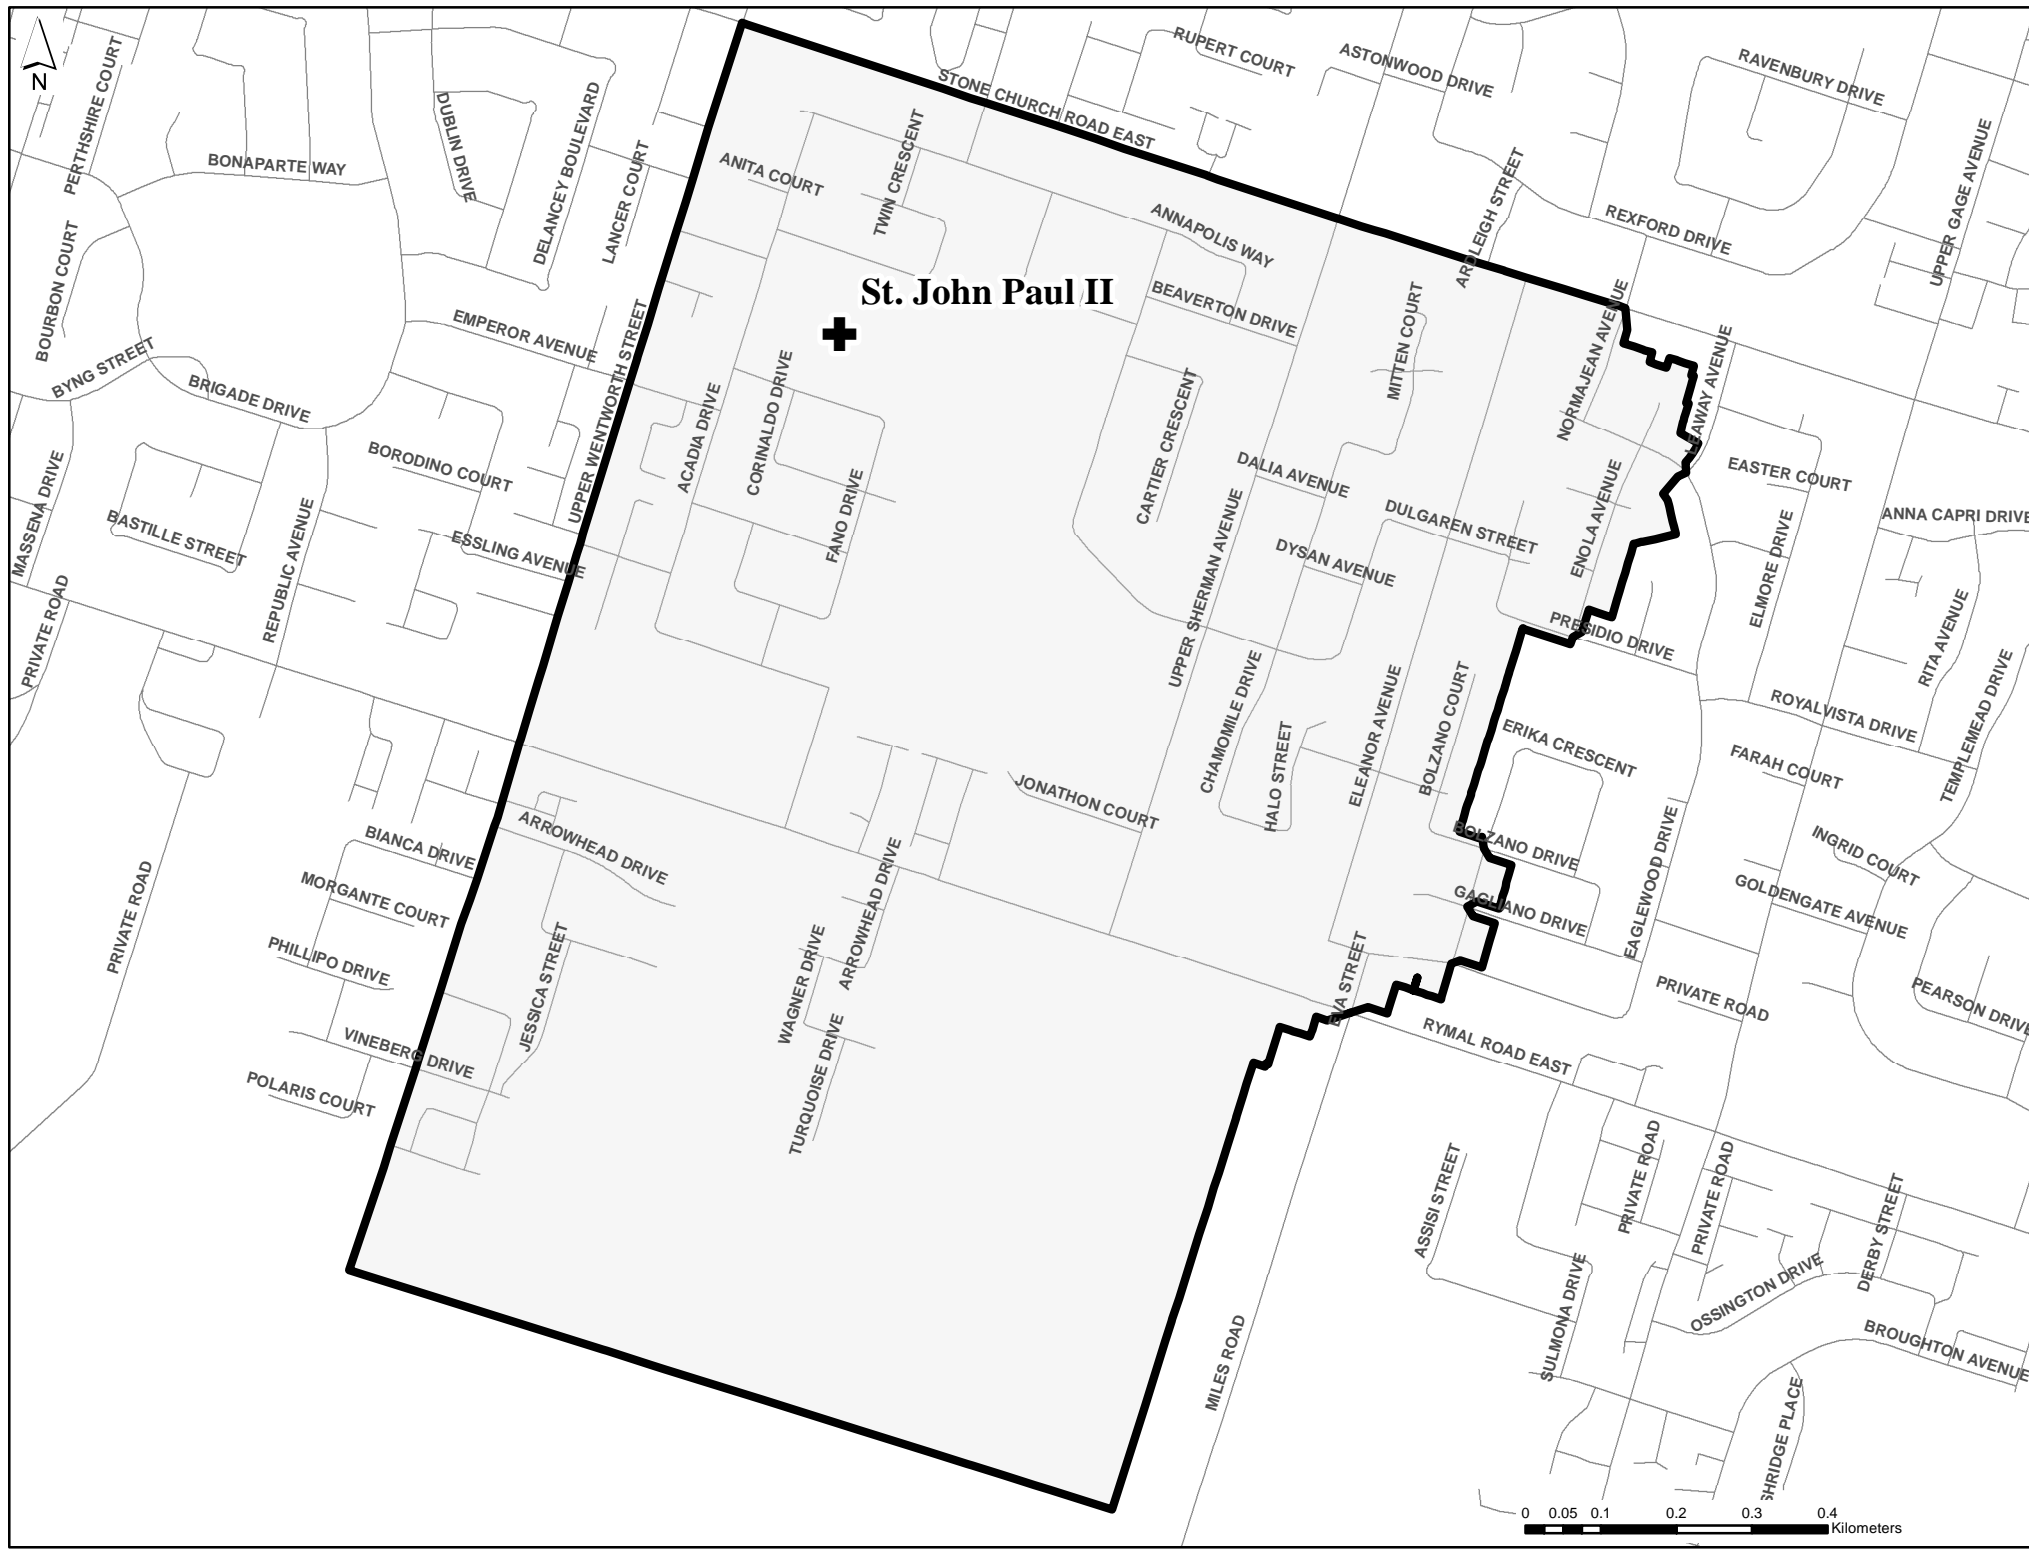 N
PERTHSHIRE COURT
BONAPARTE WAY
DUBLIN DRIVE
DELANCEY BOULEVARD
LANCER COURT
STONE CHURCH ROAD EAST
RUPERT COURT
ASTONWOOD DRIVE
RAVENBURY DRIVE
UPPER GAGE AVENUE
ANITA COURT
TWIN CRESCENT
ANNAPOLIS WAY
ARDLEIGH STREET
REXFORD DRIVE
BOURBON COURT
St. John Paul II
BEAVERTON DRIVE
MITTEN COURT
NORMAJEAN AVENUE
LEAWAY AVENUE
EMPEROR AVENUE
UPPER WENTWORTH STREET
BYNG STREET
BRIGADE DRIVE
ACADIA DRIVE
CORINALDO DRIVE
CARTIER CRESCENT
BORODINO COURT
DALIA AVENUE
EASTER COURT
MASSENA DRIVE
BASTILLE STREET
REPUBLIC AVENUE
ESSLING AVENUE
FANO DRIVE
UPPER SHERMAN AVENUE
DULGAREN STREET
DYSAN AVENUE
ENOLA AVENUE
ELMORE DRIVE
ANNA CAPRI DRIVE
PRIVATE ROAD
PRESIDIO DRIVE
RITA AVENUE
CHAMOMILE DRIVE
HALO STREET
ELEANOR AVENUE
BOLZANO COURT
ERIKA CRESCENT
ROYALVISTA DRIVE
TEMPLEMEAD DRIVE
FARAH COURT
JONATHON COURT
ARROWHEAD DRIVE
BIANCA DRIVE
BOLZANO DRIVE
EAGLEWOOD DRIVE
INGRID COURT
MORGANTE COURT
ARROWHEAD DRIVE
GAGLIANO DRIVE
GOLDENGATE AVENUE
PRIVATE ROAD
PHILLIPO DRIVE
JESSICA STREET
WAGNER DRIVE
EVA STREET
PRIVATE ROAD
PEARSON DRIVE
VINEBERG DRIVE
TURQUOISE DRIVE
RYMAL ROAD EAST
POLARIS COURT
ASSISI STREET
PRIVATE ROAD
PRIVATE ROAD
DERBY STREET
SULMONA DRIVE
OSSINGTON DRIVE
BROUGHTON AVENUE
MILES ROAD
SHRIDGE PLACE
0 0.05 0.1 0.2 0.3 0.4
Kilometers